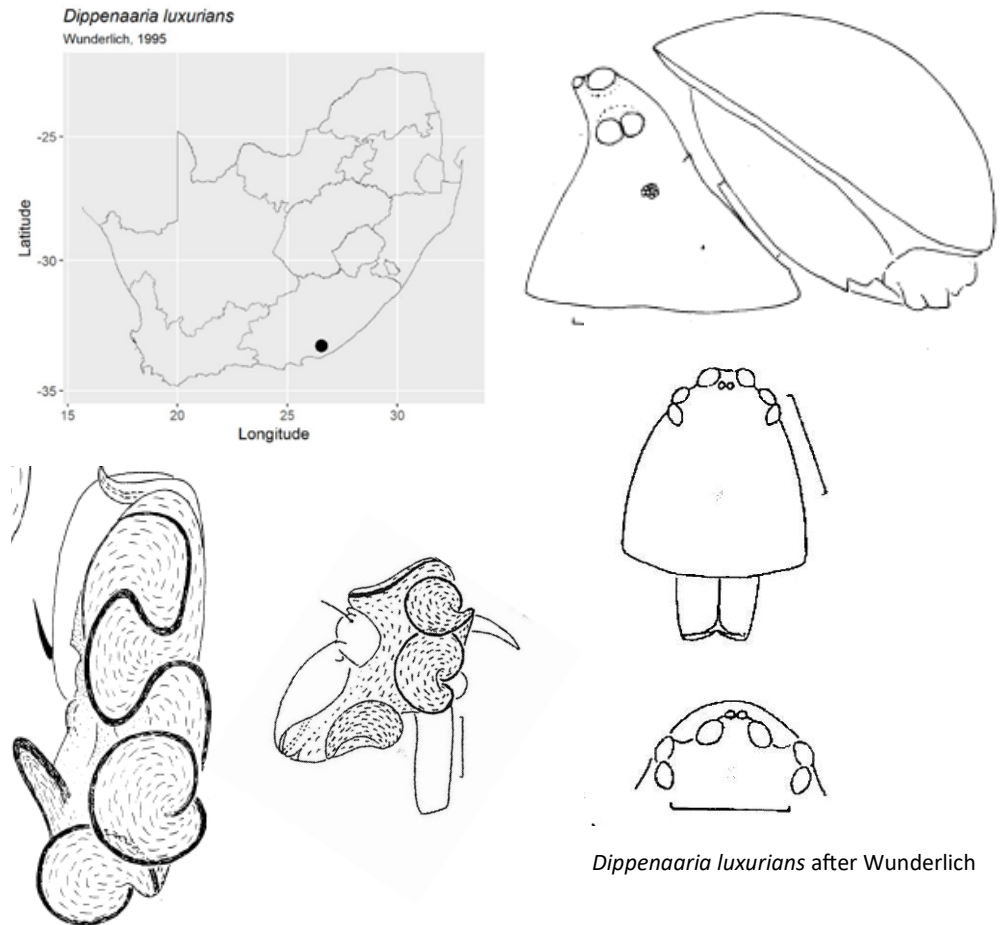 Dippenaaria luxurians
Wunderlich, 1995
Latitude
-25
-30
-35
15
20
25
30
Longitude
Dippenaaria luxurians after Wunderlich